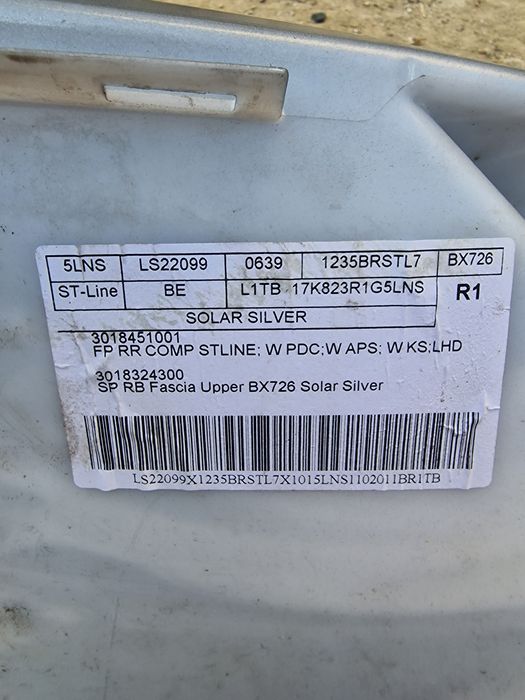 5LNS LS22099 0639 1235BRSTL7 BX726
ST-Line BE L1TB 17K823R1G5LNS R1
SOLAR SILVER
3018451001
FP RR COMP STLINE; W PDC;W APS; W KS;LHD
3018324300
SP RB Fascia Upper BX726 Solar Silver
LS22099X1235BRSTL7X1015LNS1102011BR1TB